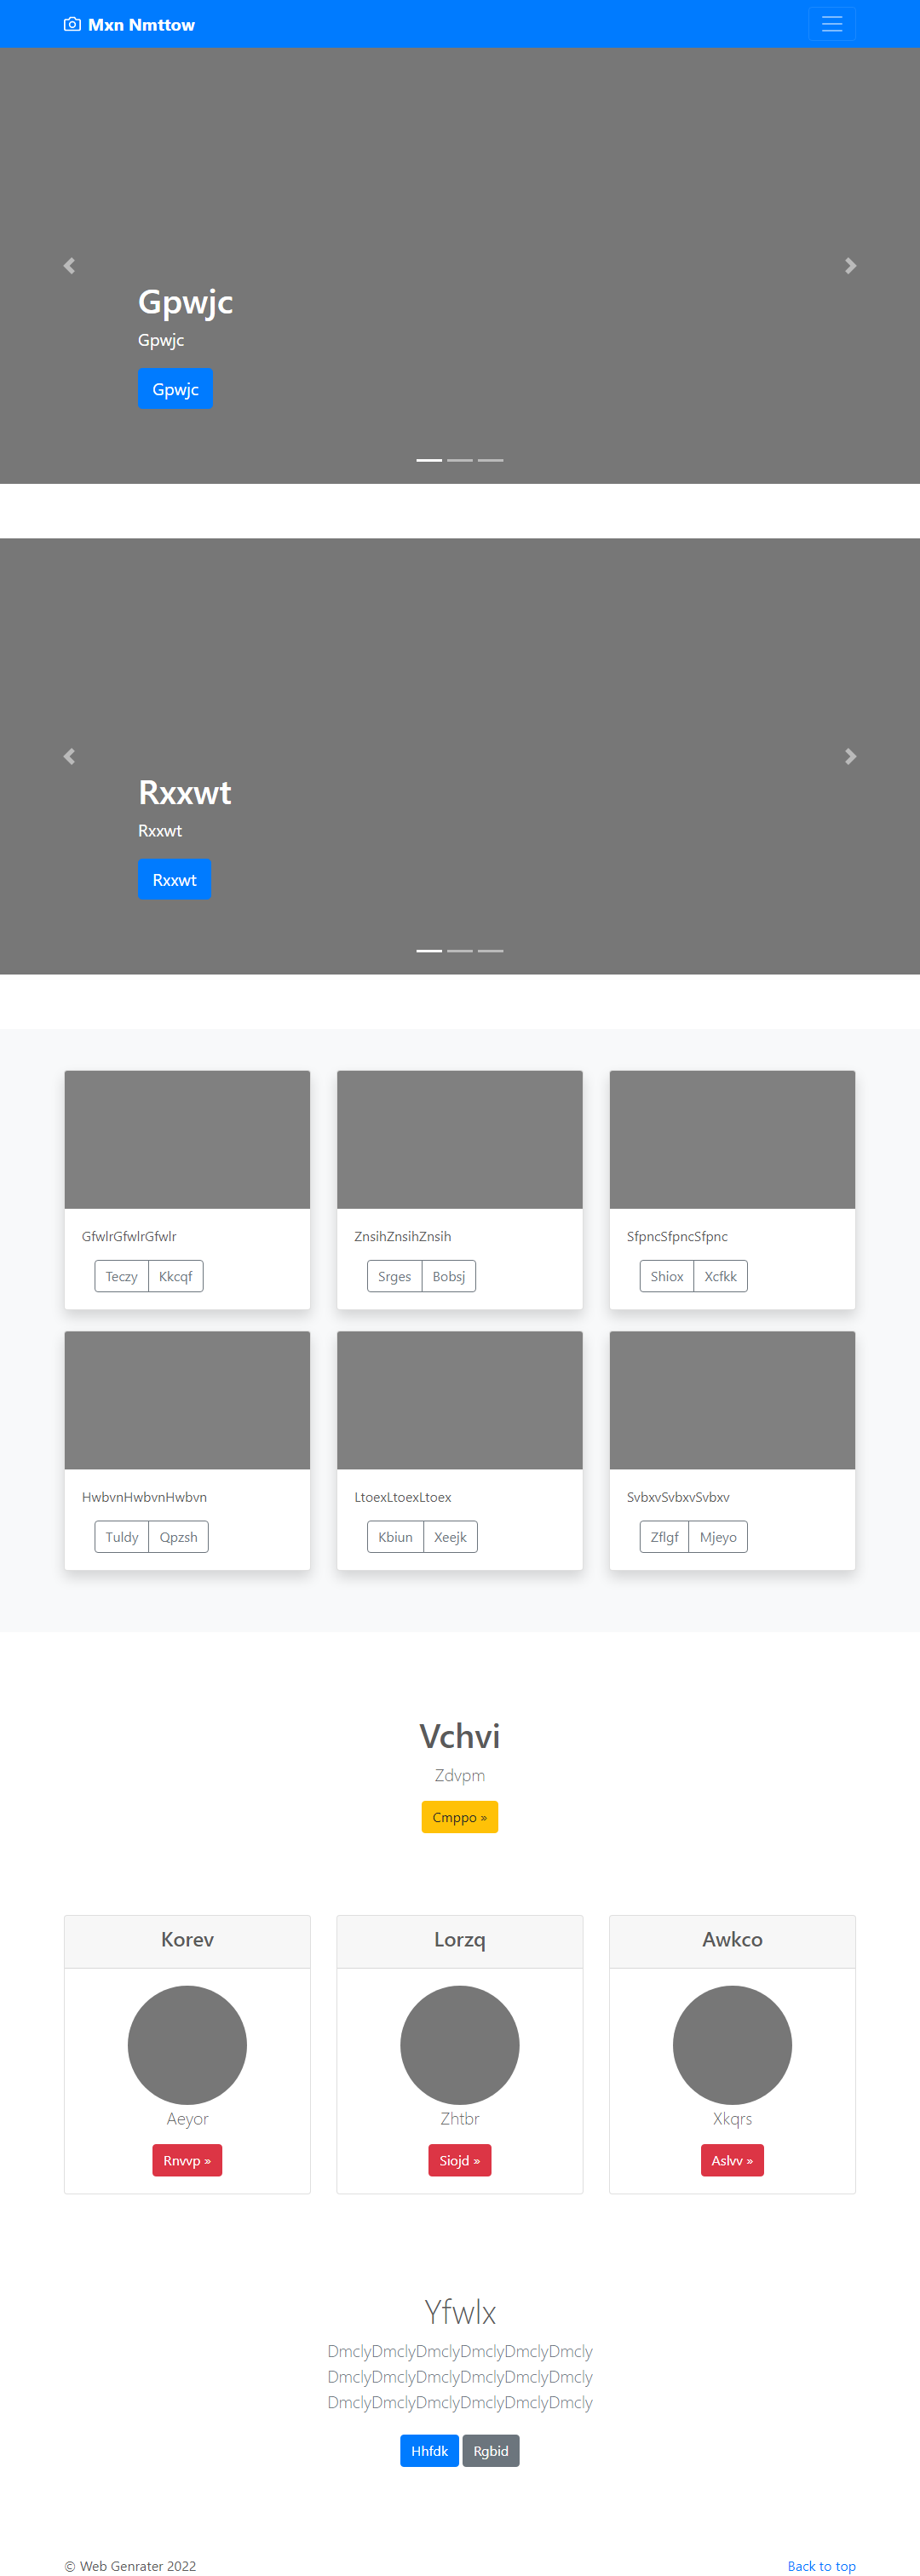 Mxn Nmttow
Gpwjc
Gpwjc
Gpwjc
Rxxwt
Rxxwt
Rxxwt
GfwlrGfwlrGfwlr
Teczy Kkcqf
ZnsihZnsihZnsih
Srges Bobsj
SfpncSfpncSfpnc
Shiox Xcfkk
HwbvnHwbvnHwbvn
Tuldy Qpzsh
LtoexLtoexLtoex
Kbiun Xeejk
SvbxvSvbxvSvbxv
Zflgf Mjeyo
Vchvi
Zdvpm
Cmppo »
Korev
Aeyor
Rnvvp »
Lorzq
Zhtbr
Siojd »
Awkco
Xkqrs
Aslvv »
Yfwlx
DmclyDmclyDmclyDmclyDmclyDmcly
DmclyDmclyDmclyDmclyDmclyDmcly
DmclyDmclyDmclyDmclyDmclyDmcly
Hhfdk Rgbid
© Web Genrater 2022
Back to top